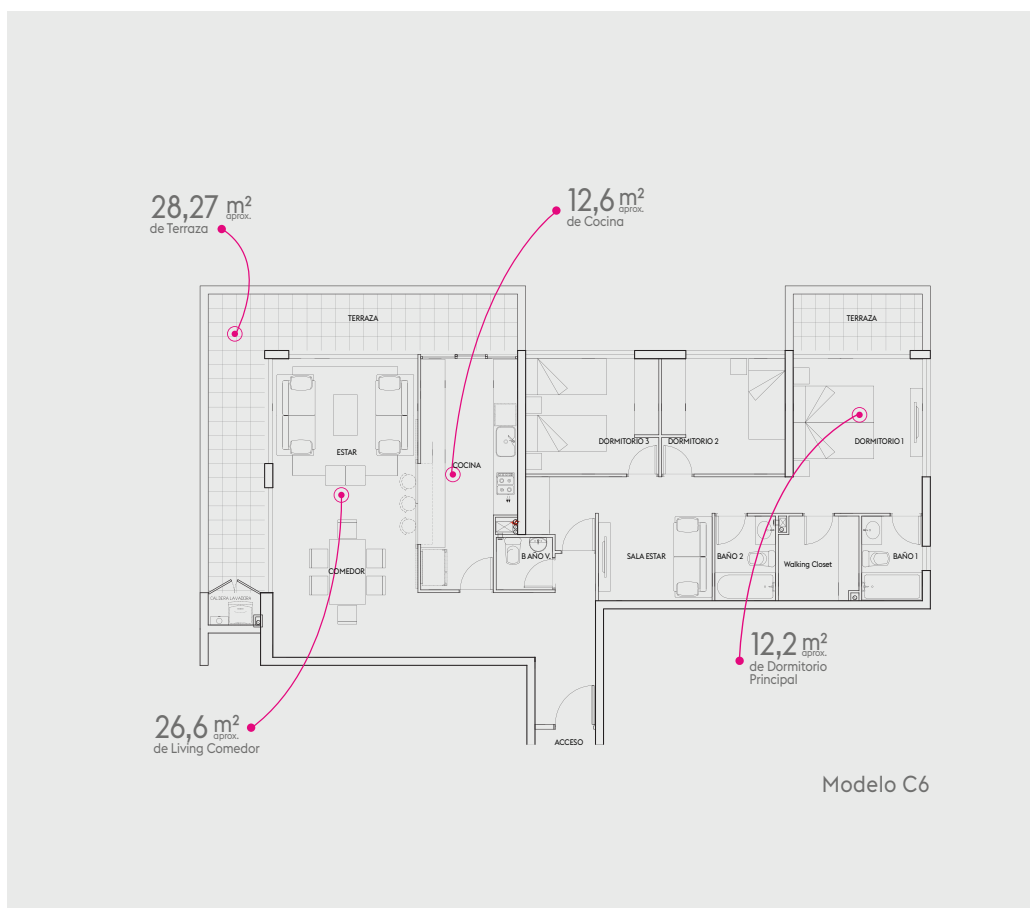 28,27 m²
aprox.
de Terraza
12,6 m²
aprox.
de Cocina
TERRAZA
TERRAZA
ESTAR
COCINA
DORMITORIO 3
DORMITORIO 2
DORMITORIO 1
COMEDOR
B AÑO V.
SALA ESTAR
BAÑO 2
Walking Closet
BAÑO 1
CALDERA LAVADORA
12,2 m²
aprox.
de Dormitorio
Principal
26,6 m²
aprox.
de Living Comedor
ACCESO
Modelo C6